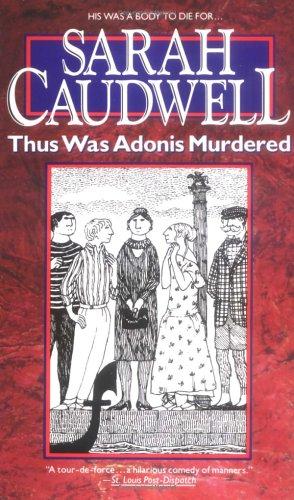 HIS WAS A BODY TO DIE FOR...
SARAH
CAUDWELL
Thus Was Adonis Murdered
"A tour-de-force...a hilarious comedy of manners."
—St. Louis Post-Dispatch